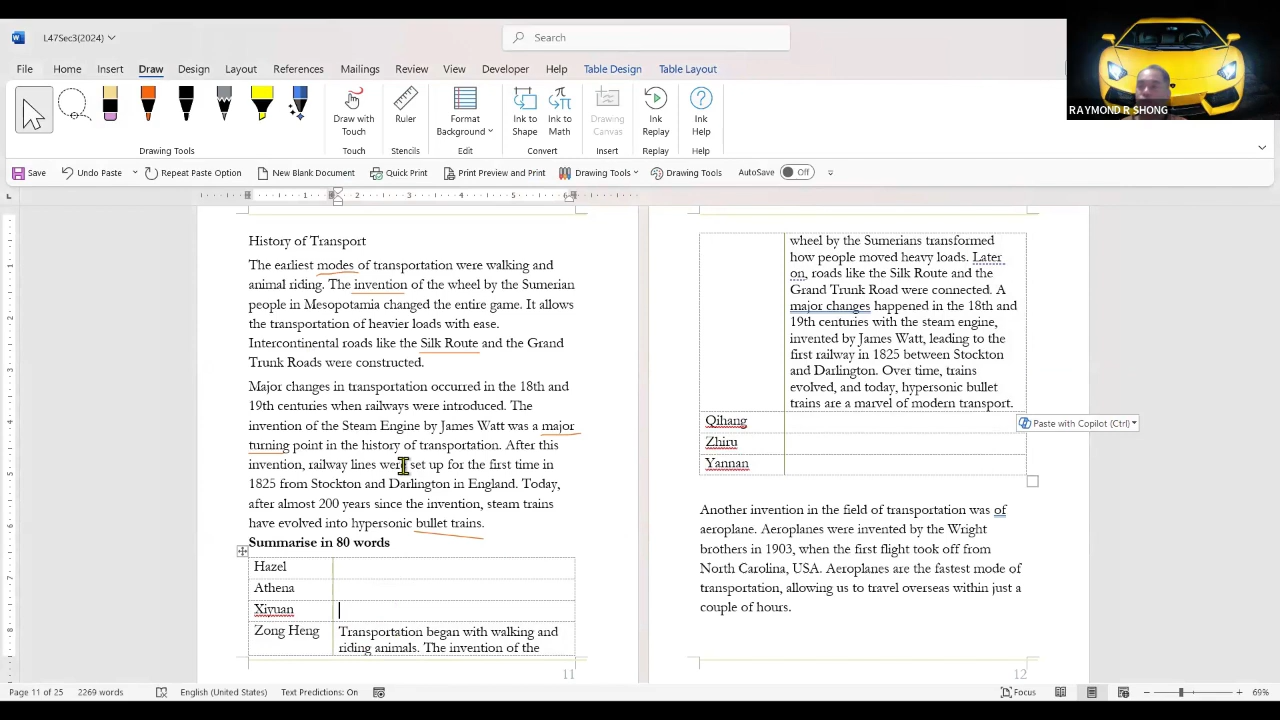 L47Sec3(2024)
Search
RAYMOND R SHONG
File Home Insert Draw Design Layout References Mailings Review View Developer Help Table Design Table Layout
Draw with Touch
Ruler
Format Background
Ink to Shape
Ink to Math
Drawing Canvas
Ink Replay
Ink Help
Drawing Tools Touch Stencils Edit Convert Insert Replay Help
Save Undo Paste Repeat Paste Option New Blank Document Quick Print Print Preview and Print Drawing Tools Drawing Tools AutoSave Off
History of Transport
The earliest modes of transportation were walking and
animal riding. The invention of the wheel by the Sumerian
people in Mesopotamia changed the entire game. It allows
the transportation of heavier loads with ease.
Intercontinental roads like the Silk Route and the Grand
Trunk Roads were constructed.
Major changes in transportation occurred in the 18th and
19th centuries when railways were introduced. The
invention of the Steam Engine by James Watt was a major
turning point in the history of transportation. After this
invention, railway lines were set up for the first time in
1825 from Stockton and Darlington in England. Today,
after almost 200 years since the invention, steam trains
have evolved into hypersonic bullet trains.
Summarise in 80 words
Hazel
Athena
Xiyuan
Zong Heng Transportation began with walking and
riding animals. The invention of the
11
wheel by the Sumerians transformed
how people moved heavy loads. Later
on, roads like the Silk Route and the
Grand Trunk Road were connected. A
major changes happened in the 18th and
19th centuries with the steam engine,
invented by James Watt, leading to the
first railway in 1825 between Stockton
and Darlington. Over time, trains
evolved, and today, hypersonic bullet
trains are a marvel of modern transport.
Qihang
Paste with Copilot (Ctrl)
Zhiru
Yannan
Another invention in the field of transportation was of
aeroplane. Aeroplanes were invented by the Wright
brothers in 1903, when the first flight took off from
North Carolina, USA. Aeroplanes are the fastest mode of
transportation, allowing us to travel overseas within just a
couple of hours.
12
Page 11 of 25 2269 words English (United States) Text Predictions: On Focus 69%